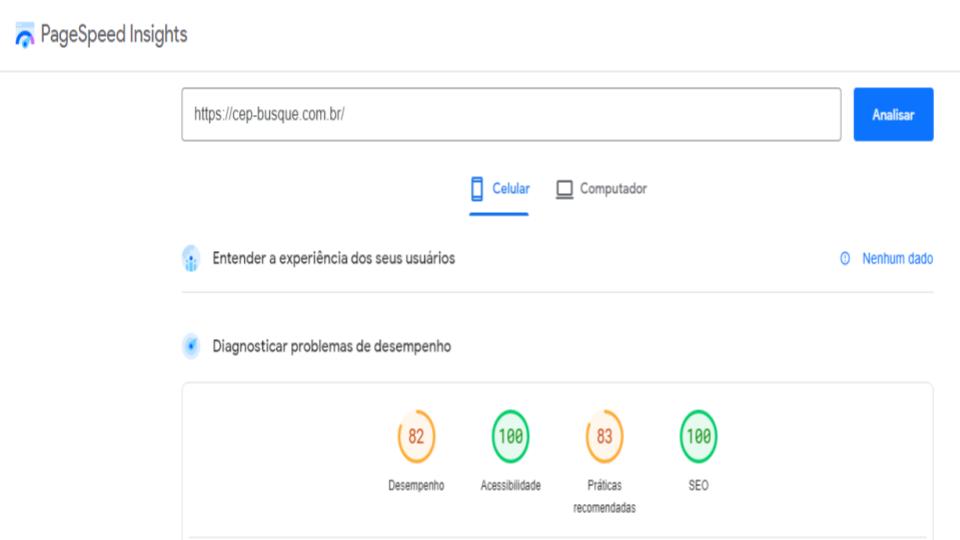 PageSpeed Insights
https://cep-busque.com.br/
Analisar
Celular
Computador
Entender a experiência dos seus usuários
Nenhum dado
Diagnosticar problemas de desempenho
82
100
83
100
Desempenho
Acessibilidade
Práticas
recomendadas
SEO